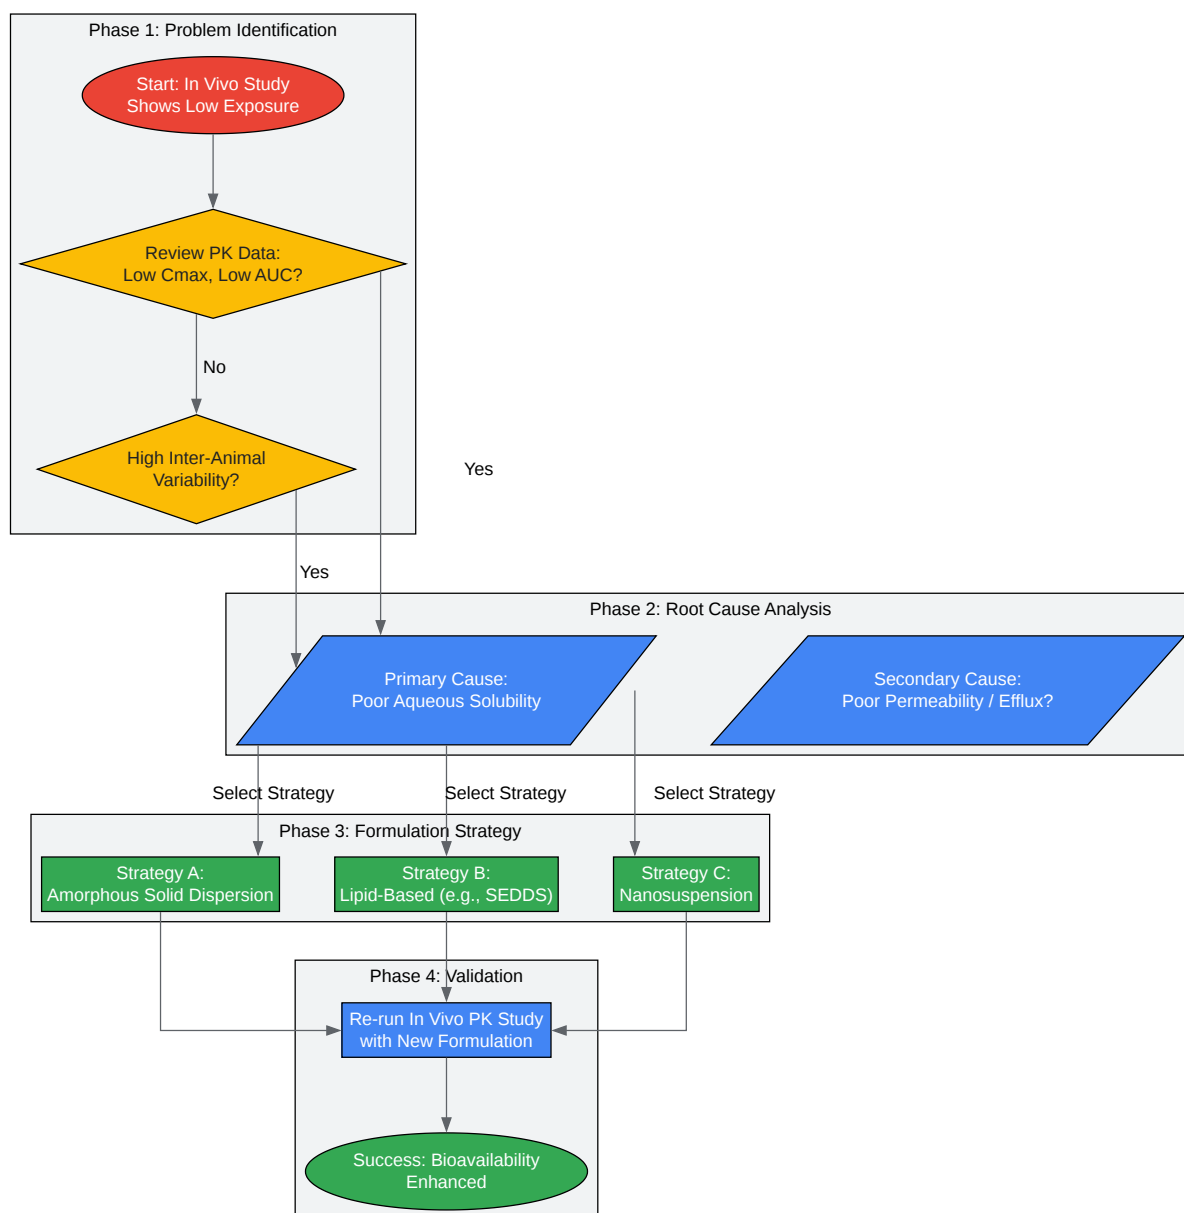 Phase 1: Problem Identification
Start: In Vivo Study
Shows Low Exposure
Review PK Data:
Low Cmax, Low AUC?
No
High Inter-Animal
Variability?
Yes
Yes
Phase 2: Root Cause Analysis
Primary Cause:
Poor Aqueous Solubility
Secondary Cause:
Poor Permeability / Efflux?
Select Strategy
Select Strategy
Select Strategy
Phase 3: Formulation Strategy
Strategy A:
Amorphous Solid Dispersion
Strategy B:
Lipid-Based (e.g., SEDDS)
Strategy C:
Nanosuspension
Phase 4: Validation
Re-run In Vivo PK Study
with New Formulation
Success: Bioavailability
Enhanced